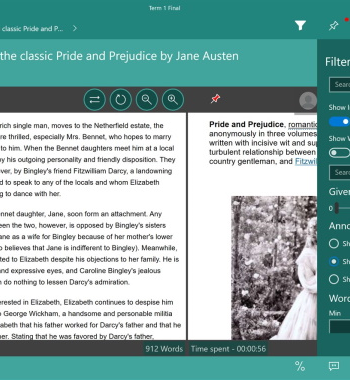 Term 1 Final
classic Pride and P...
the classic Pride and Prejudice by Jane Austen
Filter
Sear
Show I
Show
Sear
Given
0
Anno
Sh
Sh
Sh
Word
Min
rich single man, moves to the Netherfield estate, the
re thrilled, especially Mrs. Bennet, who hopes to marry
to him. When the Bennet daughters meet him at a local
by his outgoing personality and friendly disposition. They
ver, by Bingley's friend Fitzwilliam Darcy, a landowning
d to speak to any of the locals and whom Elizabeth
g to dance with her.
nnet daughter, Jane, soon form an attachment. Any
een the two, however, is opposed by Bingley's sisters
ane as a wife for Bingley because of her mother's lower
believes that Jane is indifferent to Bingley). Meanwhile,
ted to Elizabeth despite his objections to her family. He is
and expressive eyes, and Caroline Bingley's jealous
n do nothing to lessen Darcy's admiration.
erested in Elizabeth, Elizabeth continues to despise him
o George Wickham, a handsome and personable militia
abeth that his father worked for Darcy's father and that he
her. Stating that he was favored by Darcy's father,
Pride and Prejudice, romantic
anonymously in three volumes
written with incisive wit and su
turbulent relationship between
country gentleman, and Fitzwil
912 Words
Time spent - 00:00:56